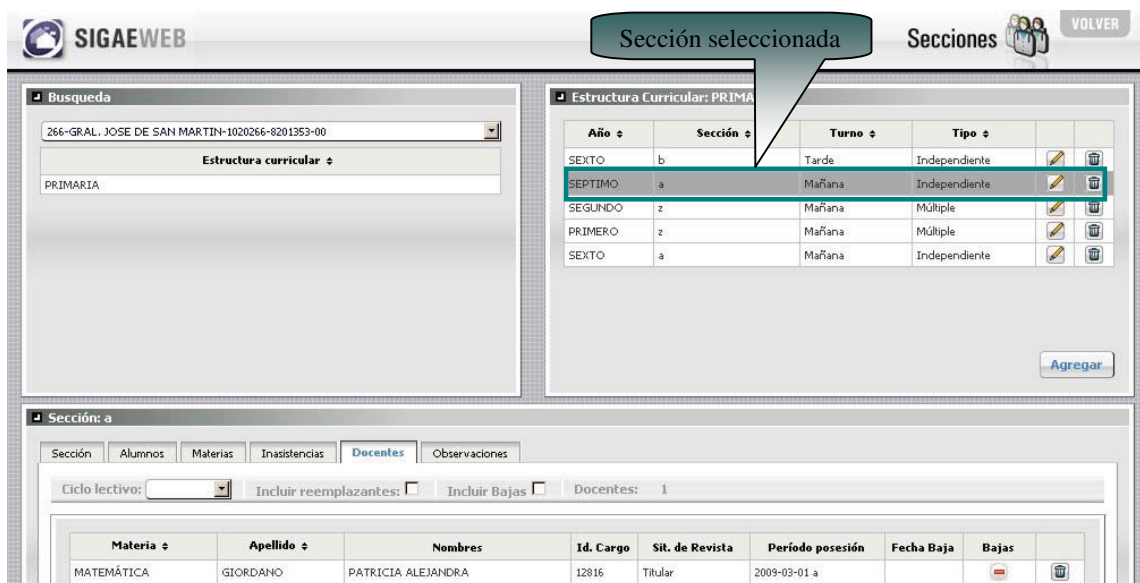 SIGAEWEB
Sección seleccionada
Secciones
VOLVER
Busqueda
266-GRAL. JOSE DE SAN MARTIN-1020266-8201353-00
Estructura curricular
PRIMARIA
Estructura Curricular: PRIMA
Año Sección Turno Tipo
SEXTO b Tarde Independiente
SEPTIMO a Mañana Independiente
SEGUNDO z Mañana Múltiple
PRIMERO z Mañana Múltiple
SEXTO a Mañana Independiente
Agregar
Sección: a
Sección Alumnos Materias Inasistencias Docentes Observaciones
Ciclo lectivo: Incluir reemplazantes: Incluir Bajas Docentes: 1
Materia Apellido Nombres Id. Cargo Sit. de Revista Período posesión Fecha Baja Bajas
MATEMÁTICA GIORDANO PATRICIA ALEJANDRA 12816 Titular 2009-03-01 a